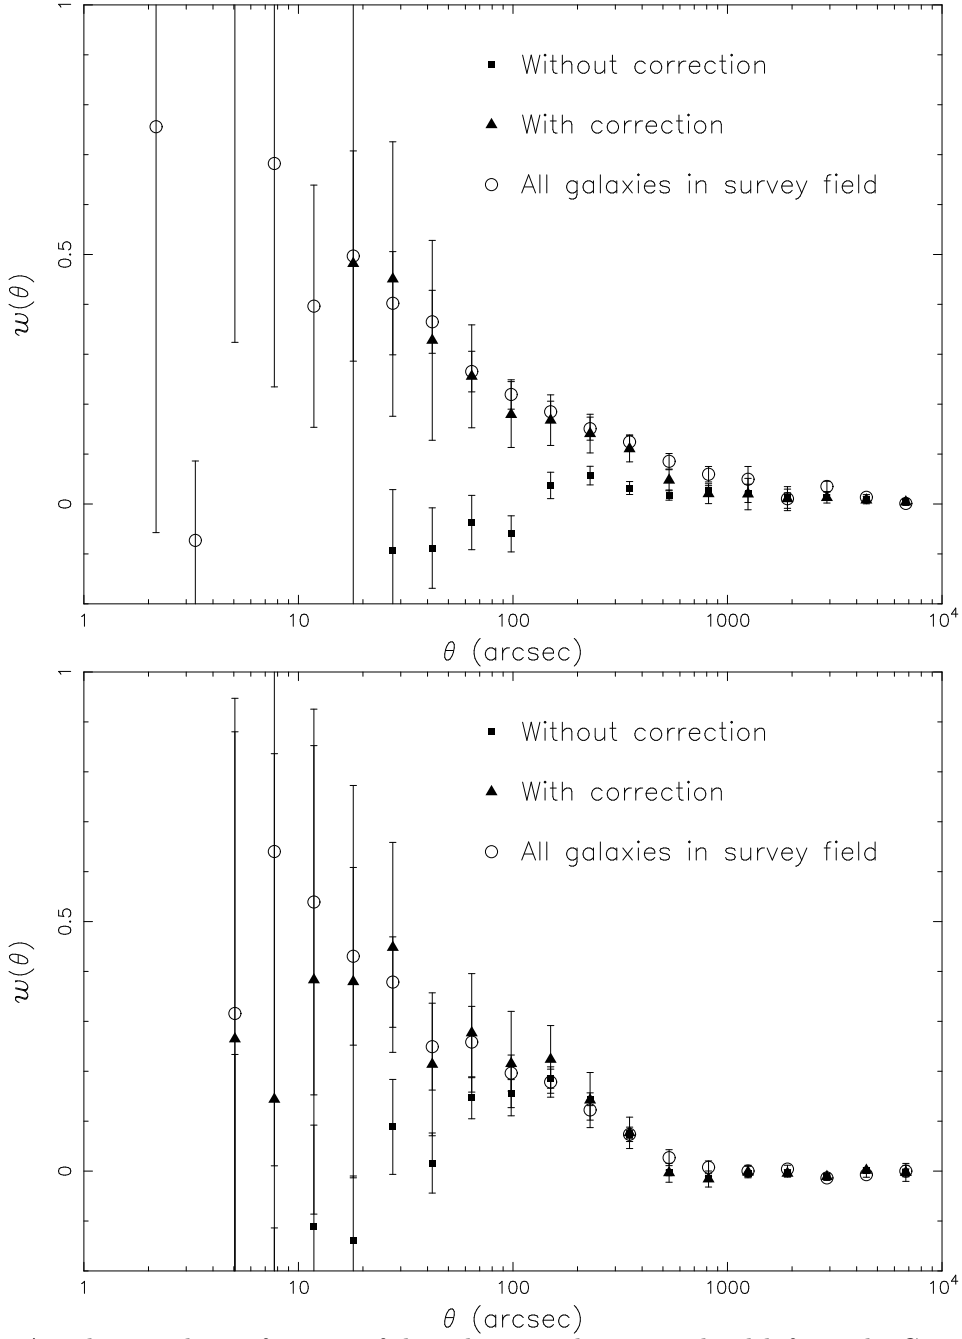 1
Without correction
With correction
All galaxies in survey field
0.5
w(θ)
0
1 10 100 1000 10^4
θ (arcsec)
1
Without correction
With correction
All galaxies in survey field
0.5
w(θ)
0
1 10 100 1000 10^4
θ (arcsec)